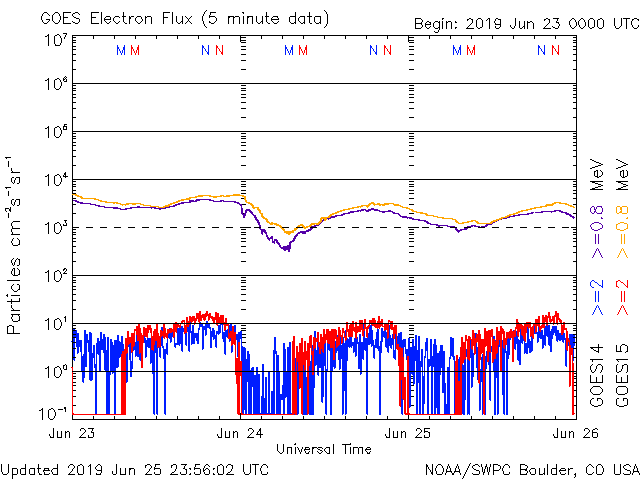 GOES Electron Flux (5 minute data)
Begin: 2019 Jun 23 0000 UTC
M M N N M M N N M M N N
10⁷
10⁶
10⁵
10⁴
10³
10²
10¹
10⁰
10⁻¹
Particles cm⁻²s⁻¹sr⁻¹
GOES14 >=2 >=0.8 MeV
GOES15 >=2 >=0.8 MeV
Jun 23 Jun 24 Jun 25 Jun 26
Universal Time
Updated 2019 Jun 25 23:56:02 UTC
NOAA/SWPC Boulder, CO USA